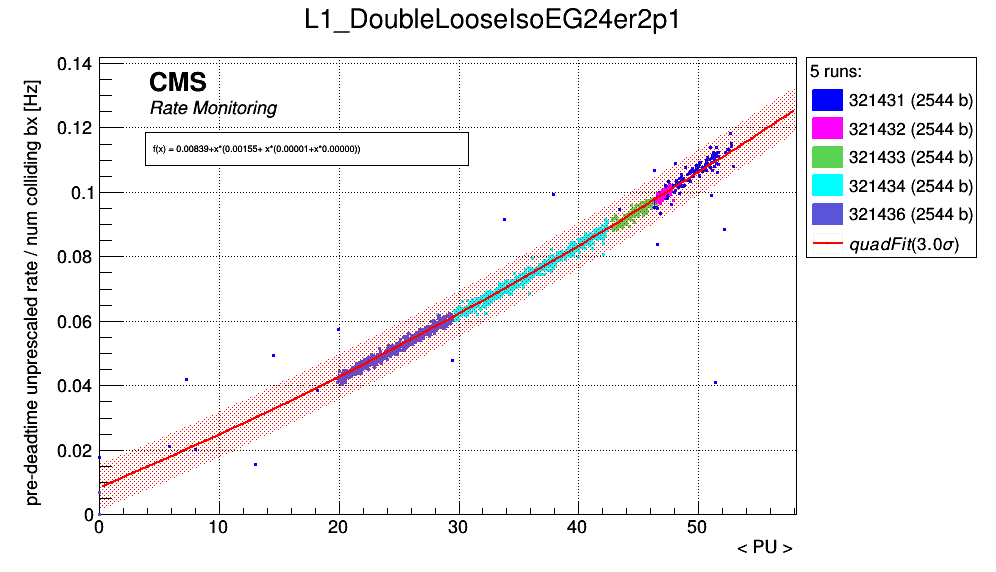 L1_DoubleLooseIsoEG24er2p1
CMS
Rate Monitoring
f(x) = 0.00839+x*(0.00155+ x*(0.00001+x*0.00000))
pre-deadtime unprescaled rate / num colliding bx [Hz]
0.14
0.12
0.1
0.08
0.06
0.04
0.02
0
0 10 20 30 40 50
< PU >
5 runs:
321431 (2544 b)
321432 (2544 b)
321433 (2544 b)
321434 (2544 b)
321436 (2544 b)
quadFit(3.0σ)